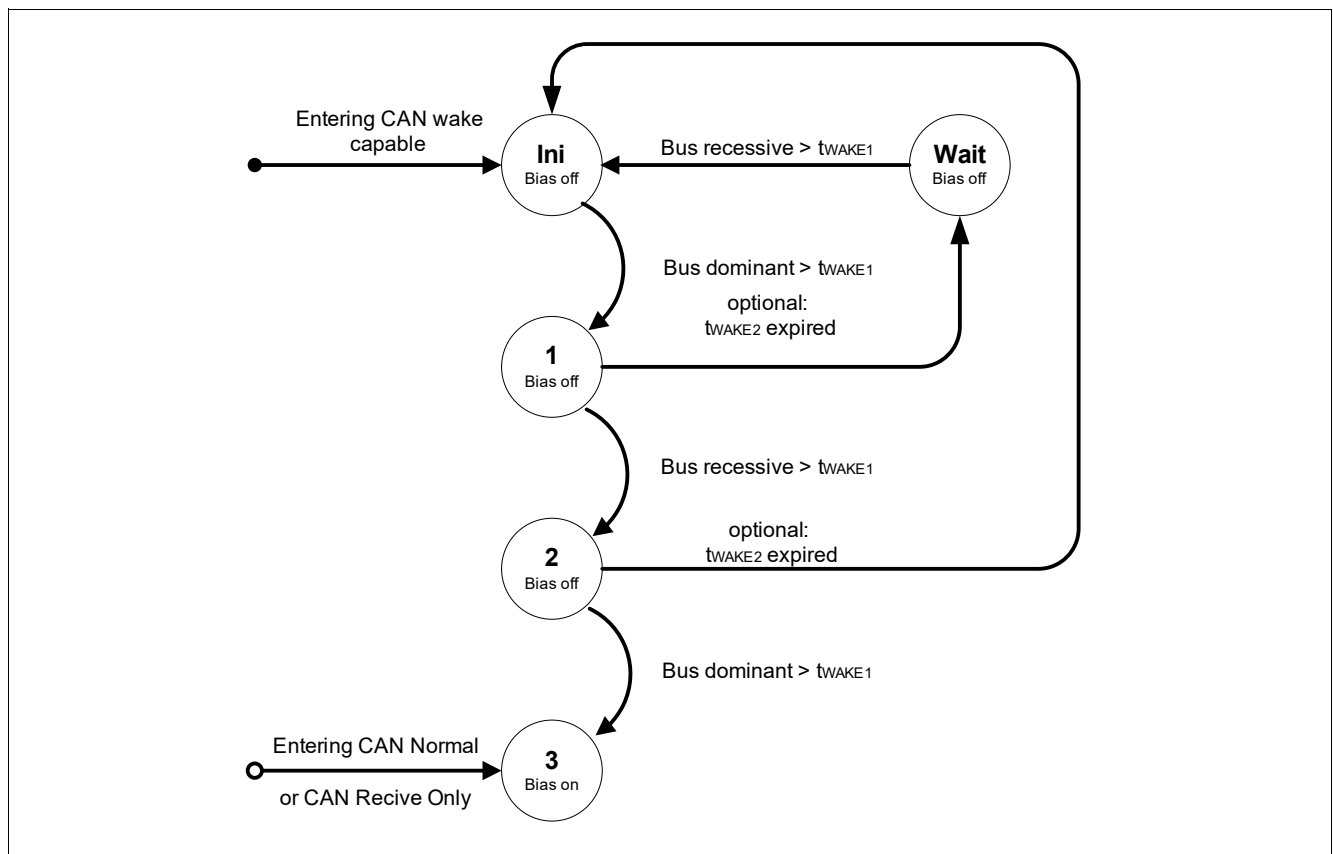 Entering CAN wake
capable
Ini
Bias off
Bus recessive > tWAKE1
Wait
Bias off
Bus dominant > tWAKE1
optional:
tWAKE2 expired
1
Bias off
Bus recessive > tWAKE1
optional:
tWAKE2 expired
2
Bias off
Bus dominant > tWAKE1
Entering CAN Normal
or CAN Recive Only
3
Bias on